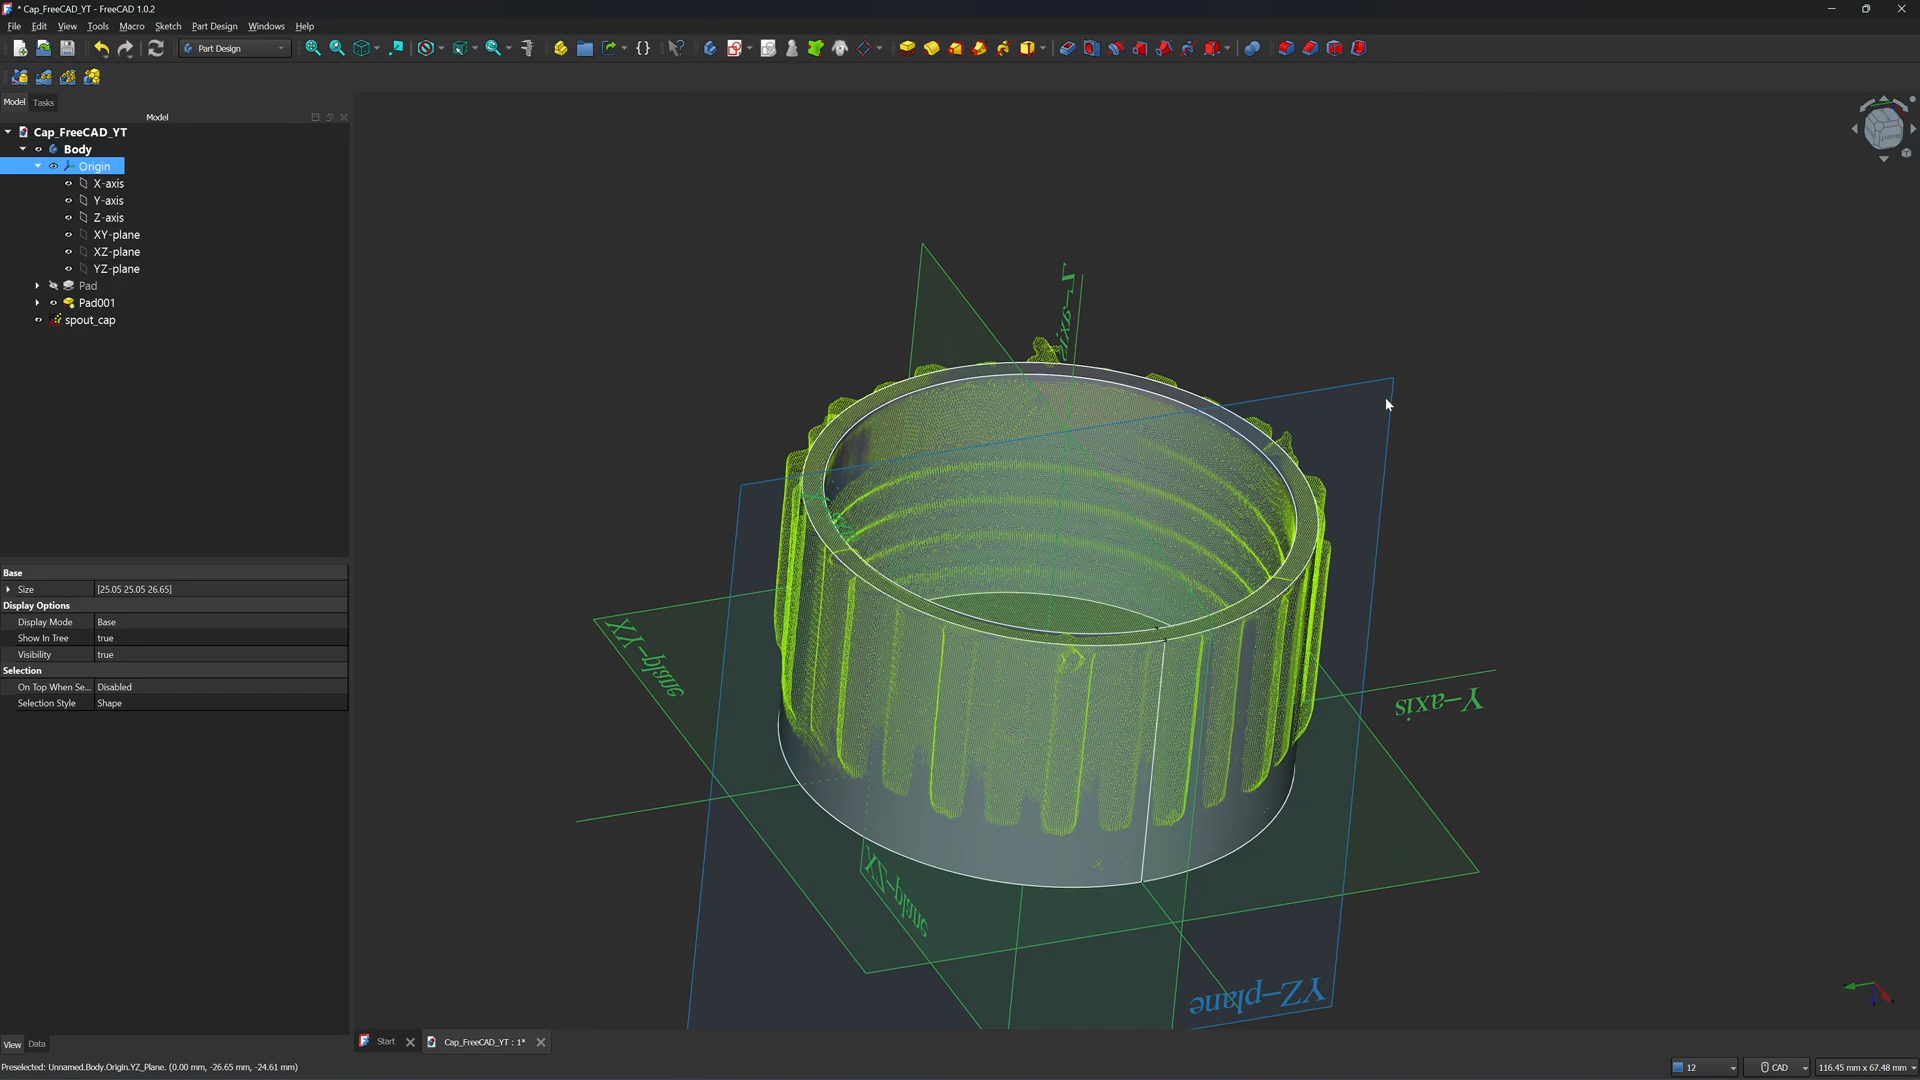 * Cap_FreeCAD_YT - FreeCAD 1.0.2
File Edit View Tools Macro Sketch Part Design Windows Help
Part Design
Model Tasks
Model
Cap_FreeCAD_YT
Body
Origin
X-axis
Y-axis
Z-axis
XY-plane
XZ-plane
YZ-plane
Pad
Pad001
spout_cap
Base
Size [25.05 25.05 26.65]
Display Options
Display Mode Base
Show In Tree true
Visibility true
Selection
On Top When Se... Disabled
Selection Style Shape
Y-axis
XY-plane
XZ-plane
YZ-plane
View Data
Start
Cap_FreeCAD_YT : 1*
Preselected: Unnamed.Body.Origin.YZ_Plane. (0.00 mm, -26.65 mm, -24.61 mm)
12
CAD
116.45 mm x 67.48 mm